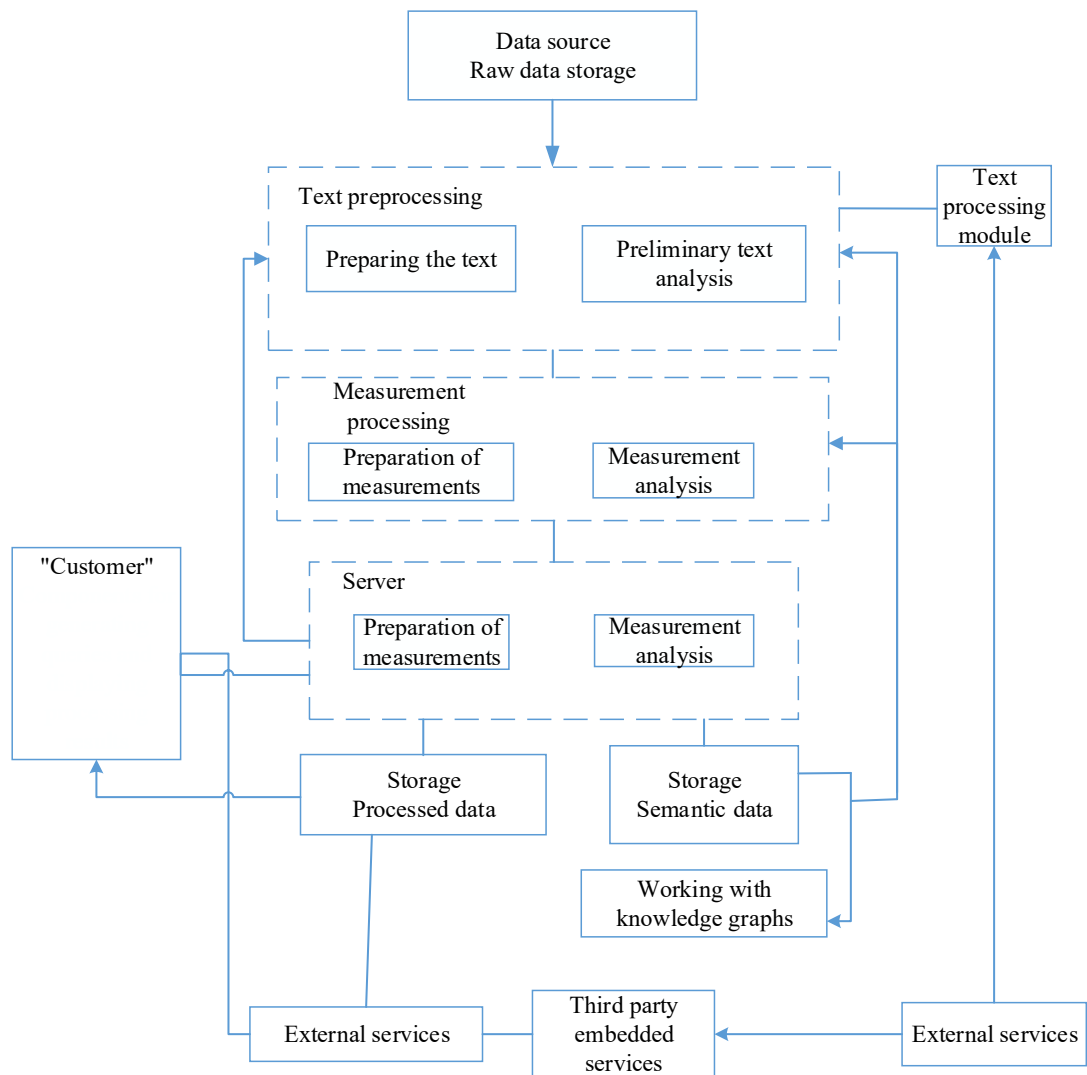 Data source
Raw data storage
Text preprocessing
Text
processing
module
Preparing the text
Preliminary text
analysis
Measurement
processing
Preparation of
measurements
Measurement
analysis
"Customer"
Server
Preparation of
measurements
Measurement
analysis
Storage
Processed data
Storage
Semantic data
Working with
knowledge graphs
External services
Third party
embedded
services
External services